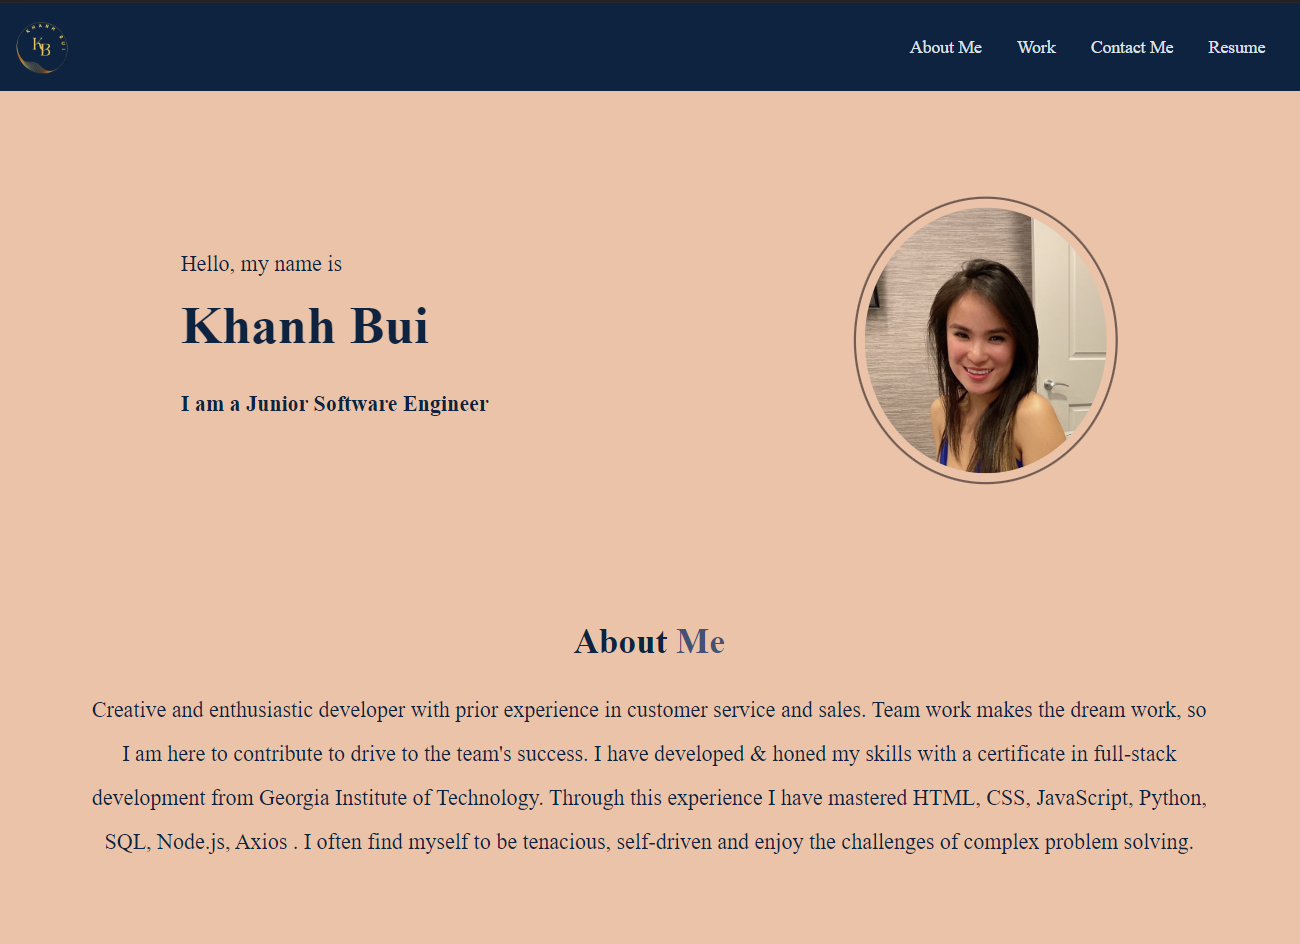 KHANH BUI
KB
About Me Work Contact Me Resume
Hello, my name is
Khanh Bui
I am a Junior Software Engineer
About Me
Creative and enthusiastic developer with prior experience in customer service and sales. Team work makes the dream work, so
I am here to contribute to drive to the team's success. I have developed & honed my skills with a certificate in full-stack
development from Georgia Institute of Technology. Through this experience I have mastered HTML, CSS, JavaScript, Python,
SQL, Node.js, Axios . I often find myself to be tenacious, self-driven and enjoy the challenges of complex problem solving.